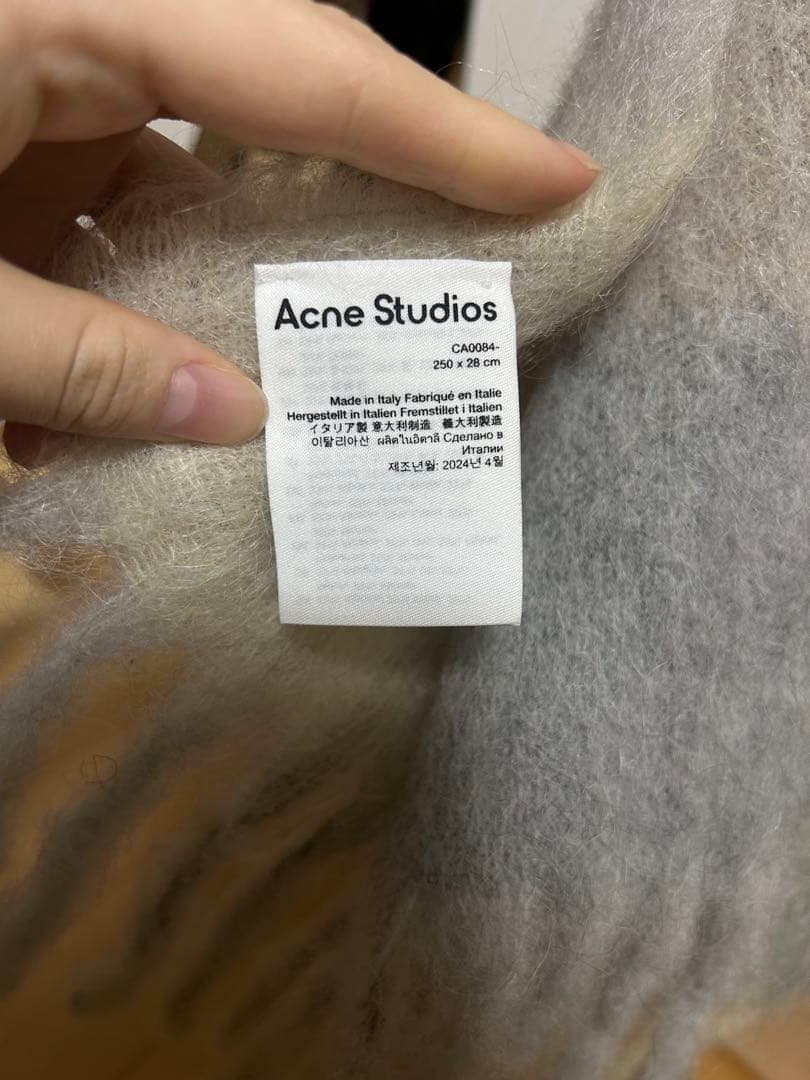 Acne Studios
CA0084-
250 x 28 cm
Made in Italy Fabriqué en Italie
Hergestellt in Italien Fremstillet i Italien
イタリア製 意大利制造 義大利製造
이탈리아산 ผลิตในอิตาลี Сделано в
Италии
제조년월: 2024년 4월